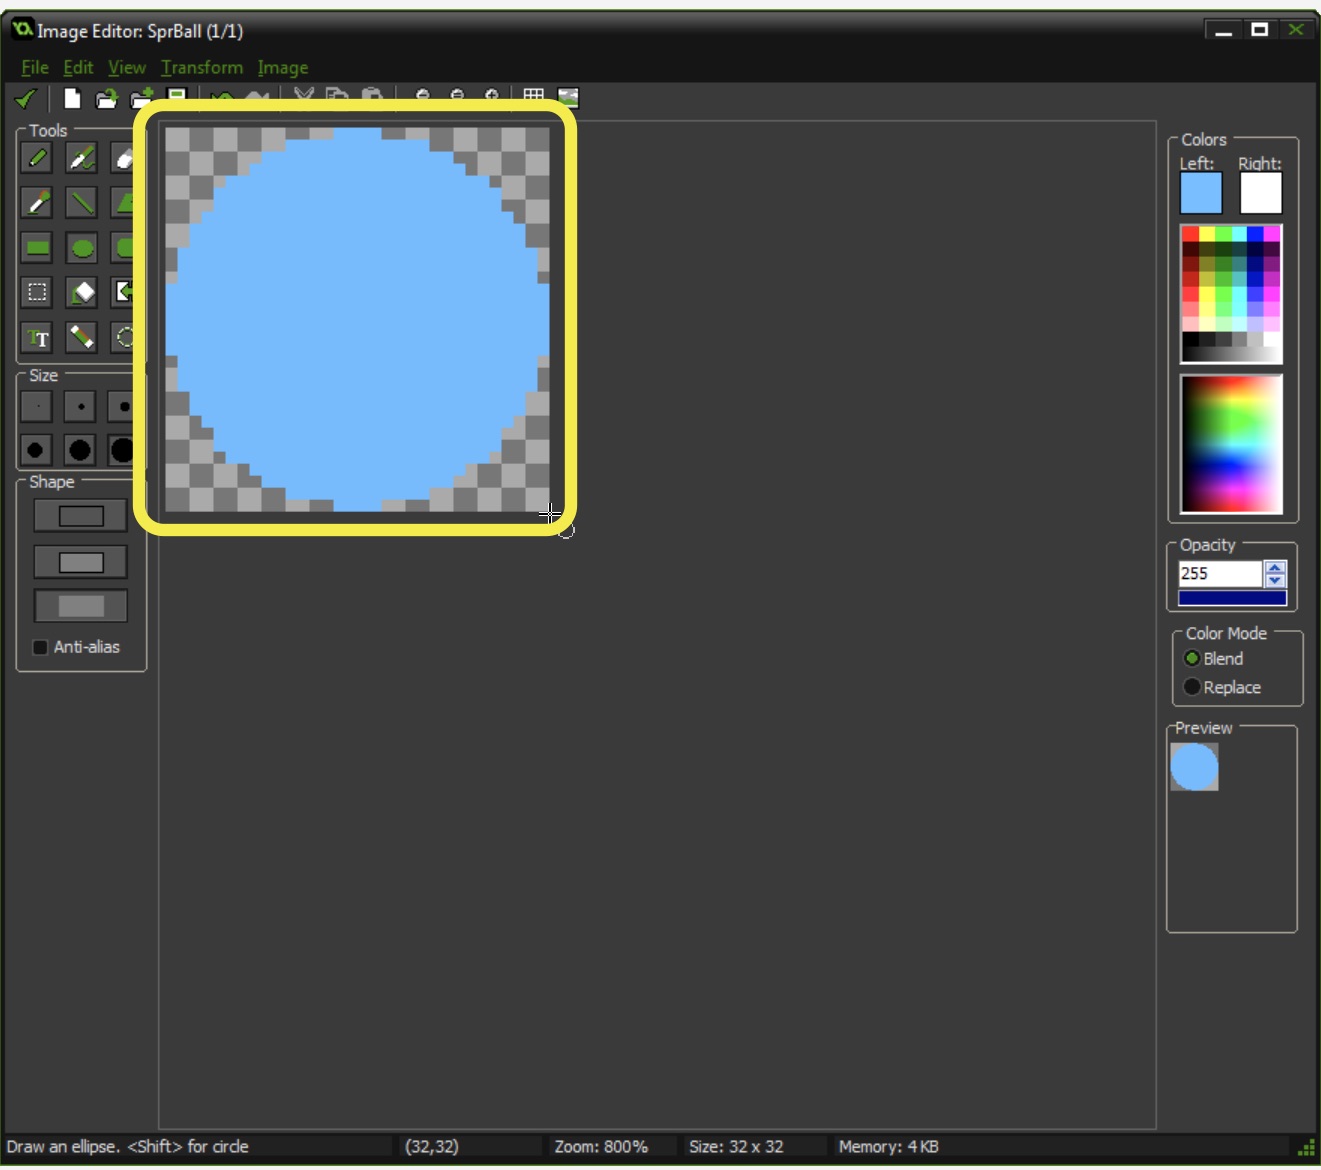 Image Editor: SprBall (1/1)
File Edit View Transform Image
Tools
TT
Size
Shape
Anti-alias
Colors
Left: Right:
Opacity
255
Color Mode
Blend
Replace
Preview
Draw an ellipse. <Shift> for circle (32,32) Zoom: 800% Size: 32 x 32 Memory: 4 KB